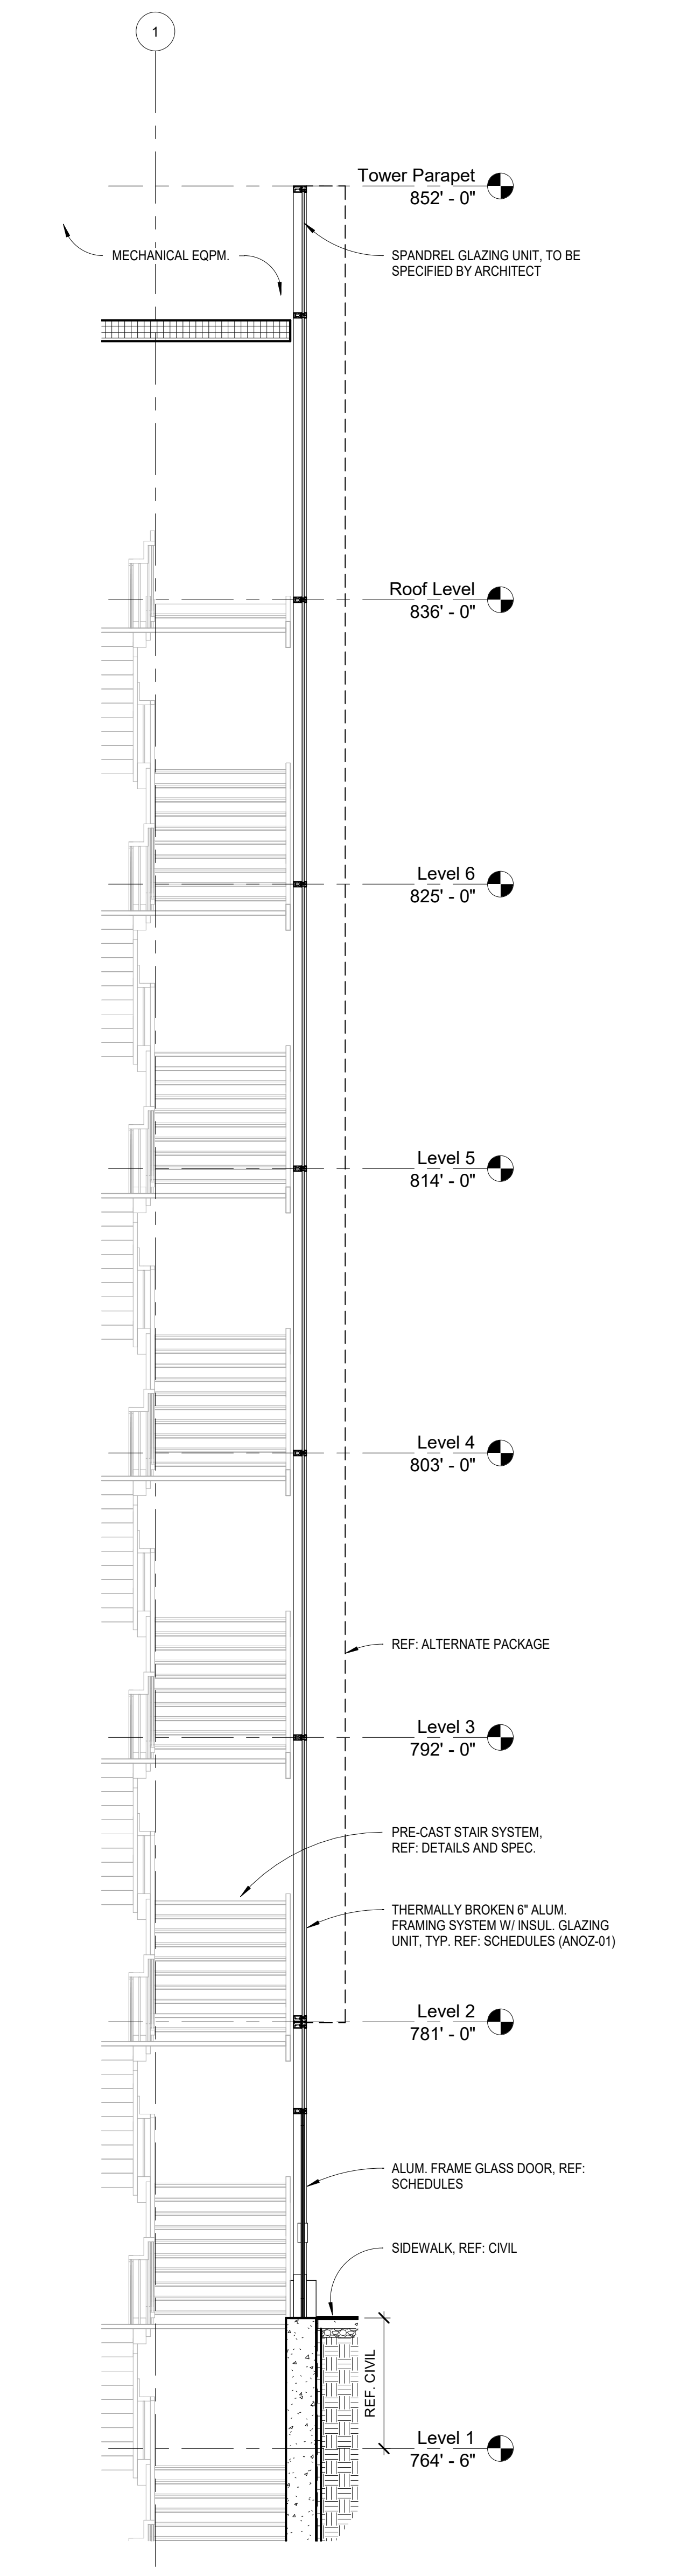 1
Tower Parapet
852' - 0"
MECHANICAL EQPM.
SPANDREL GLAZING UNIT, TO BE
SPECIFIED BY ARCHITECT
Roof Level
836' - 0"
Level 6
825' - 0"
Level 5
814' - 0"
Level 4
803' - 0"
REF: ALTERNATE PACKAGE
Level 3
792' - 0"
PRE-CAST STAIR SYSTEM,
REF: DETAILS AND SPEC.
THERMALLY BROKEN 6" ALUM.
FRAMING SYSTEM W/ INSUL. GLAZING
UNIT, TYP. REF: SCHEDULES (ANOZ-01)
Level 2
781' - 0"
ALUM. FRAME GLASS DOOR, REF:
SCHEDULES
SIDEWALK, REF: CIVIL
REF. CIVIL
Level 1
764' - 6"